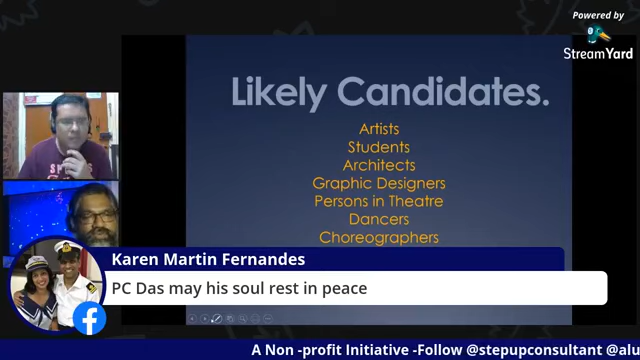 Powered by
StreamYard
Likely Candidates.
Artists
Students
Architects
Graphic Designers
Persons in Theatre
Dancers
Choreographers
Karen Martin Fernandes
PC Das may his soul rest in peace
A Non -profit Initiative -Follow @stepupconsultant @alu